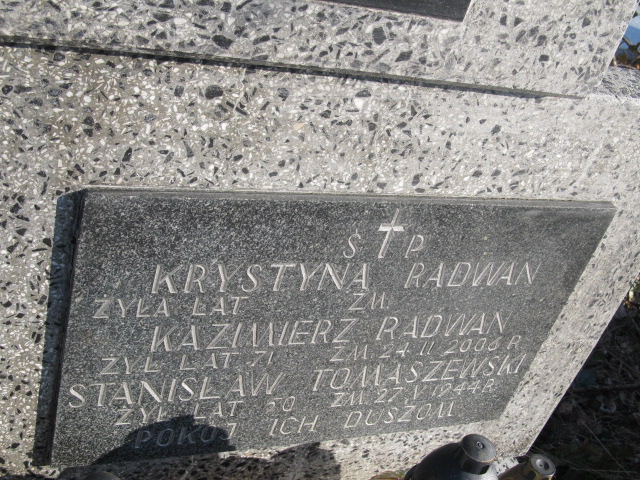 Ś P
KRYSTYNA RADWAN
ŻYŁA LAT ZM.
KAZIMIERZ RADWAN
ŻYŁ LAT 71 ZM. 24.II.2006 R
STANISŁAW TOMASZEWSKI
ŻYŁ LAT ZM. 27.V.1944 R.
POKÓJ ICH DUSZOM